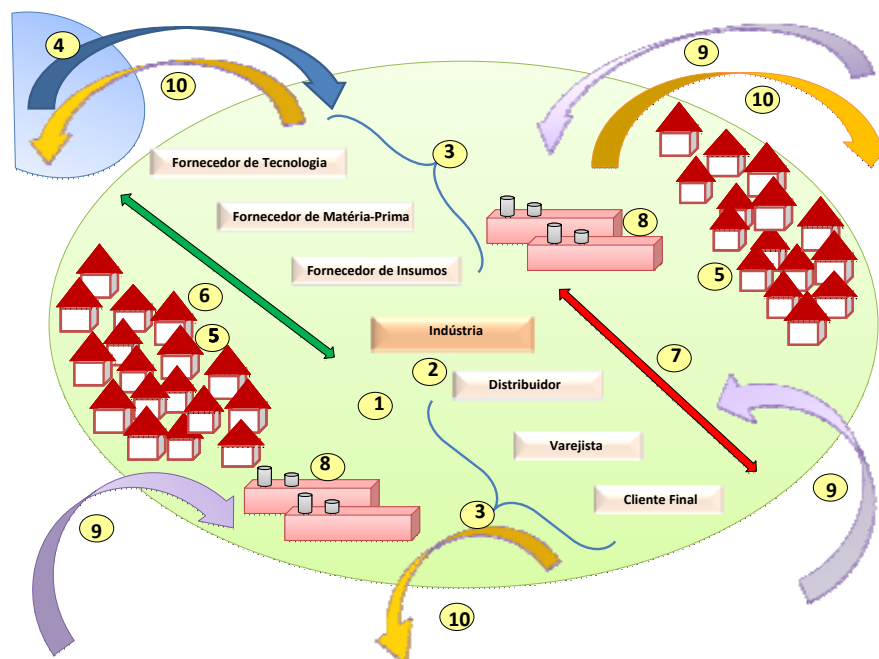 4
9
10
10
3
Fornecedor de Tecnologia
Fornecedor de Matéria-Prima
8
Fornecedor de Insumos
5
6
5
Indústria
7
2
Distribuidor
1
Varejista
8
9
Cliente Final
3
9
10